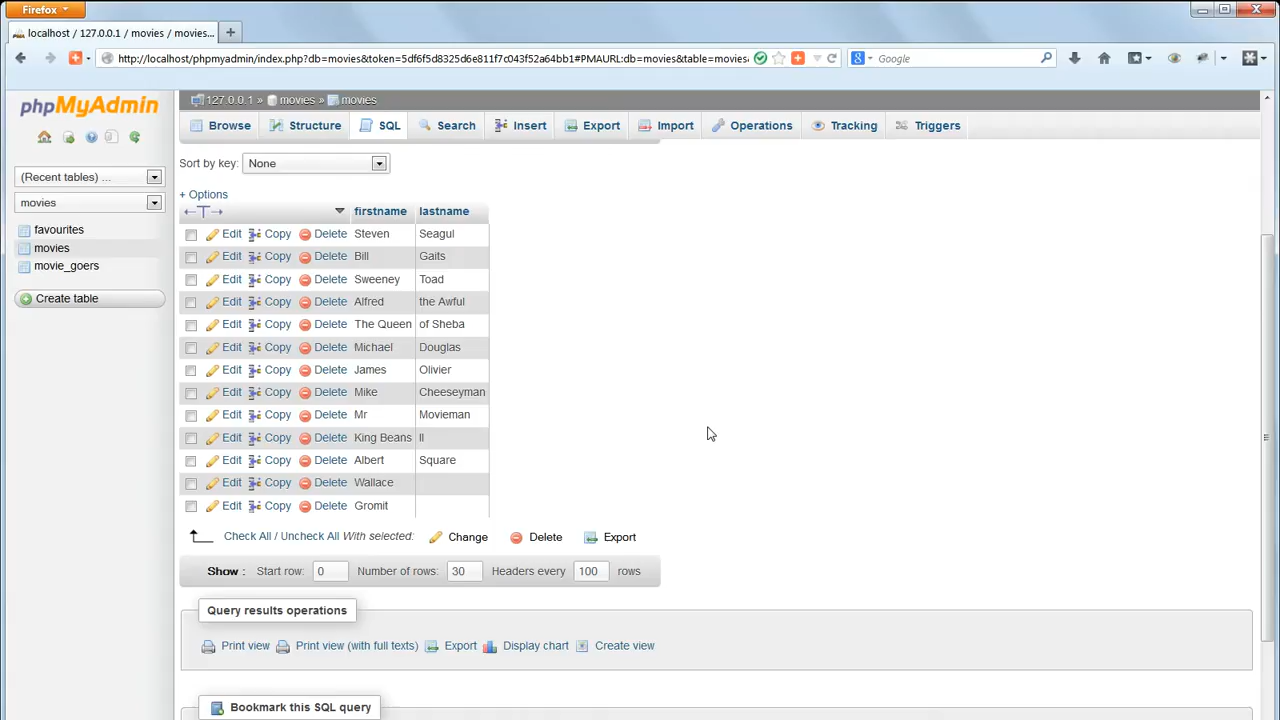 Firefox
localhost / 127.0.0.1 / movies / movies...
http://localhost/phpmyadmin/index.php?db=movies&token=5df6f5d8325d6e811f7c043f52a64bb1#PMAURL:db=movies&table=movies
Google
phpMyAdmin
127.0.0.1 » movies » movies
Browse Structure SQL Search Insert Export Import Operations Tracking Triggers
(Recent tables) ...
movies
favourites
movies
movie_goers
Create table
Sort by key: None
+ Options
firstname lastname
Edit Copy Delete Steven Seagul
Edit Copy Delete Bill Gaits
Edit Copy Delete Sweeney Toad
Edit Copy Delete Alfred the Awful
Edit Copy Delete The Queen of Sheba
Edit Copy Delete Michael Douglas
Edit Copy Delete James Olivier
Edit Copy Delete Mike Cheeseyman
Edit Copy Delete Mr Movieman
Edit Copy Delete King Beans II
Edit Copy Delete Albert Square
Edit Copy Delete Wallace
Edit Copy Delete Gromit
Check All / Uncheck All With selected: Change Delete Export
Show : Start row: 0 Number of rows: 30 Headers every 100 rows
Query results operations
Print view Print view (with full texts) Export Display chart Create view
Bookmark this SQL query